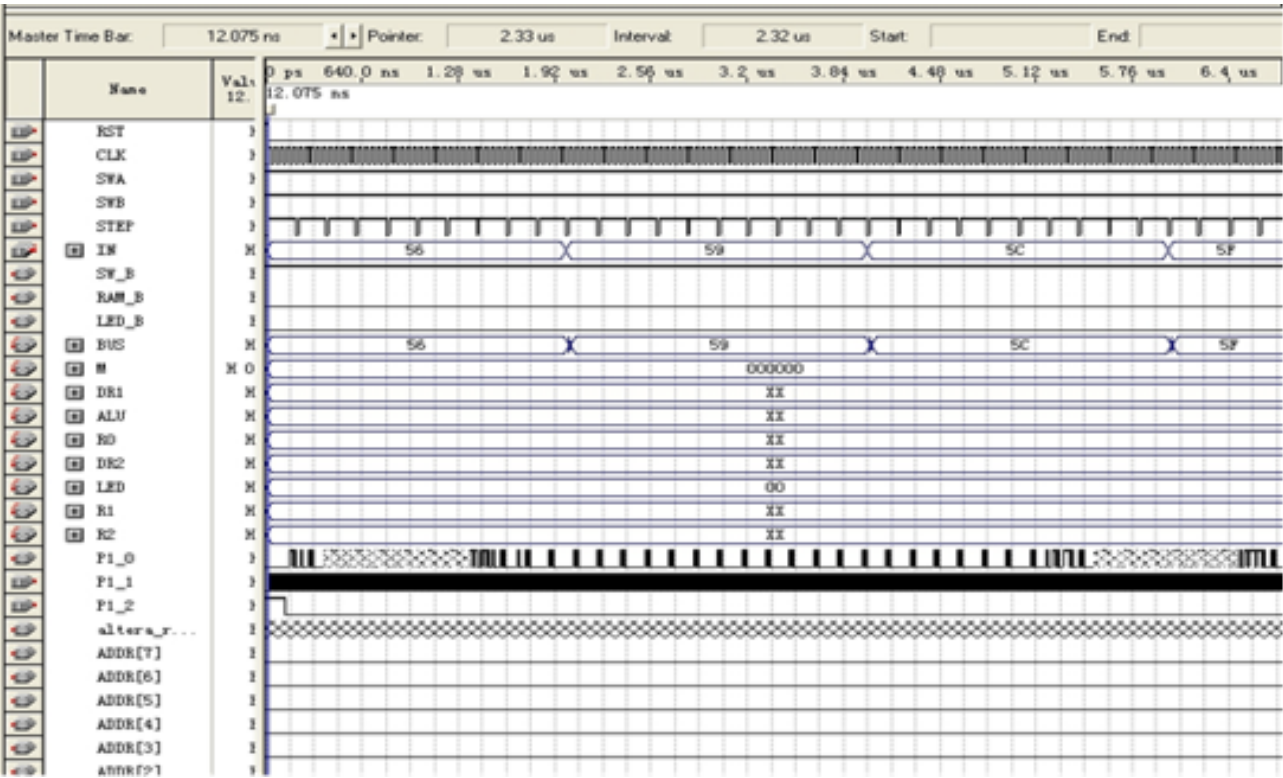 Master Time Bar: 12.075 ns Pointer: 2.33 us Interval: 2.32 us Start: End:
Name 0 ps 640.0 ns 1.28 us 1.92 us 2.56 us 3.2 us 3.84 us 4.48 us 5.12 us 5.76 us 6.4 us
12. 12.075 ns
RST
CLK
SWA
SWB
STEP
IN 56 59 5C 5F
SW_B
RAM_B
LED_B
BUS 56 59 5C 5F
M 000000
DR1 XX
ALU XX
R0 XX
DR2 XX
LED 00
R1 XX
R2 XX
P1_0
P1_1
P1_2
altera_r...
ADDR[7]
ADDR[6]
ADDR[5]
ADDR[4]
ADDR[3]
ADDR[2]